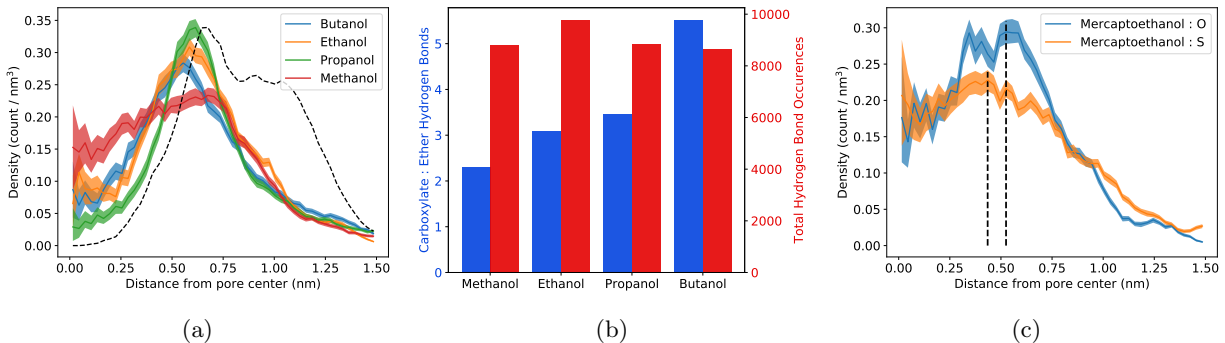 0.35
0.30
0.25
0.20
0.15
0.10
0.05
0.00
Density (count / nm³)
Butanol
Ethanol
Propanol
Methanol
0.00 0.25 0.50 0.75 1.00 1.25 1.50
Distance from pore center (nm)
(a)
Carboxylate : Ether Hydrogen Bonds
5
4
3
2
1
0
Methanol Ethanol Propanol Butanol
10000
8000
6000
4000
2000
0
Total Hydrogen Bond Occurences
(b)
Density (count / nm³)
0.30
0.25
0.20
0.15
0.10
0.05
0.00
Mercaptoethanol : O
Mercaptoethanol : S
0.00 0.25 0.50 0.75 1.00 1.25 1.50
Distance from pore center (nm)
(c)